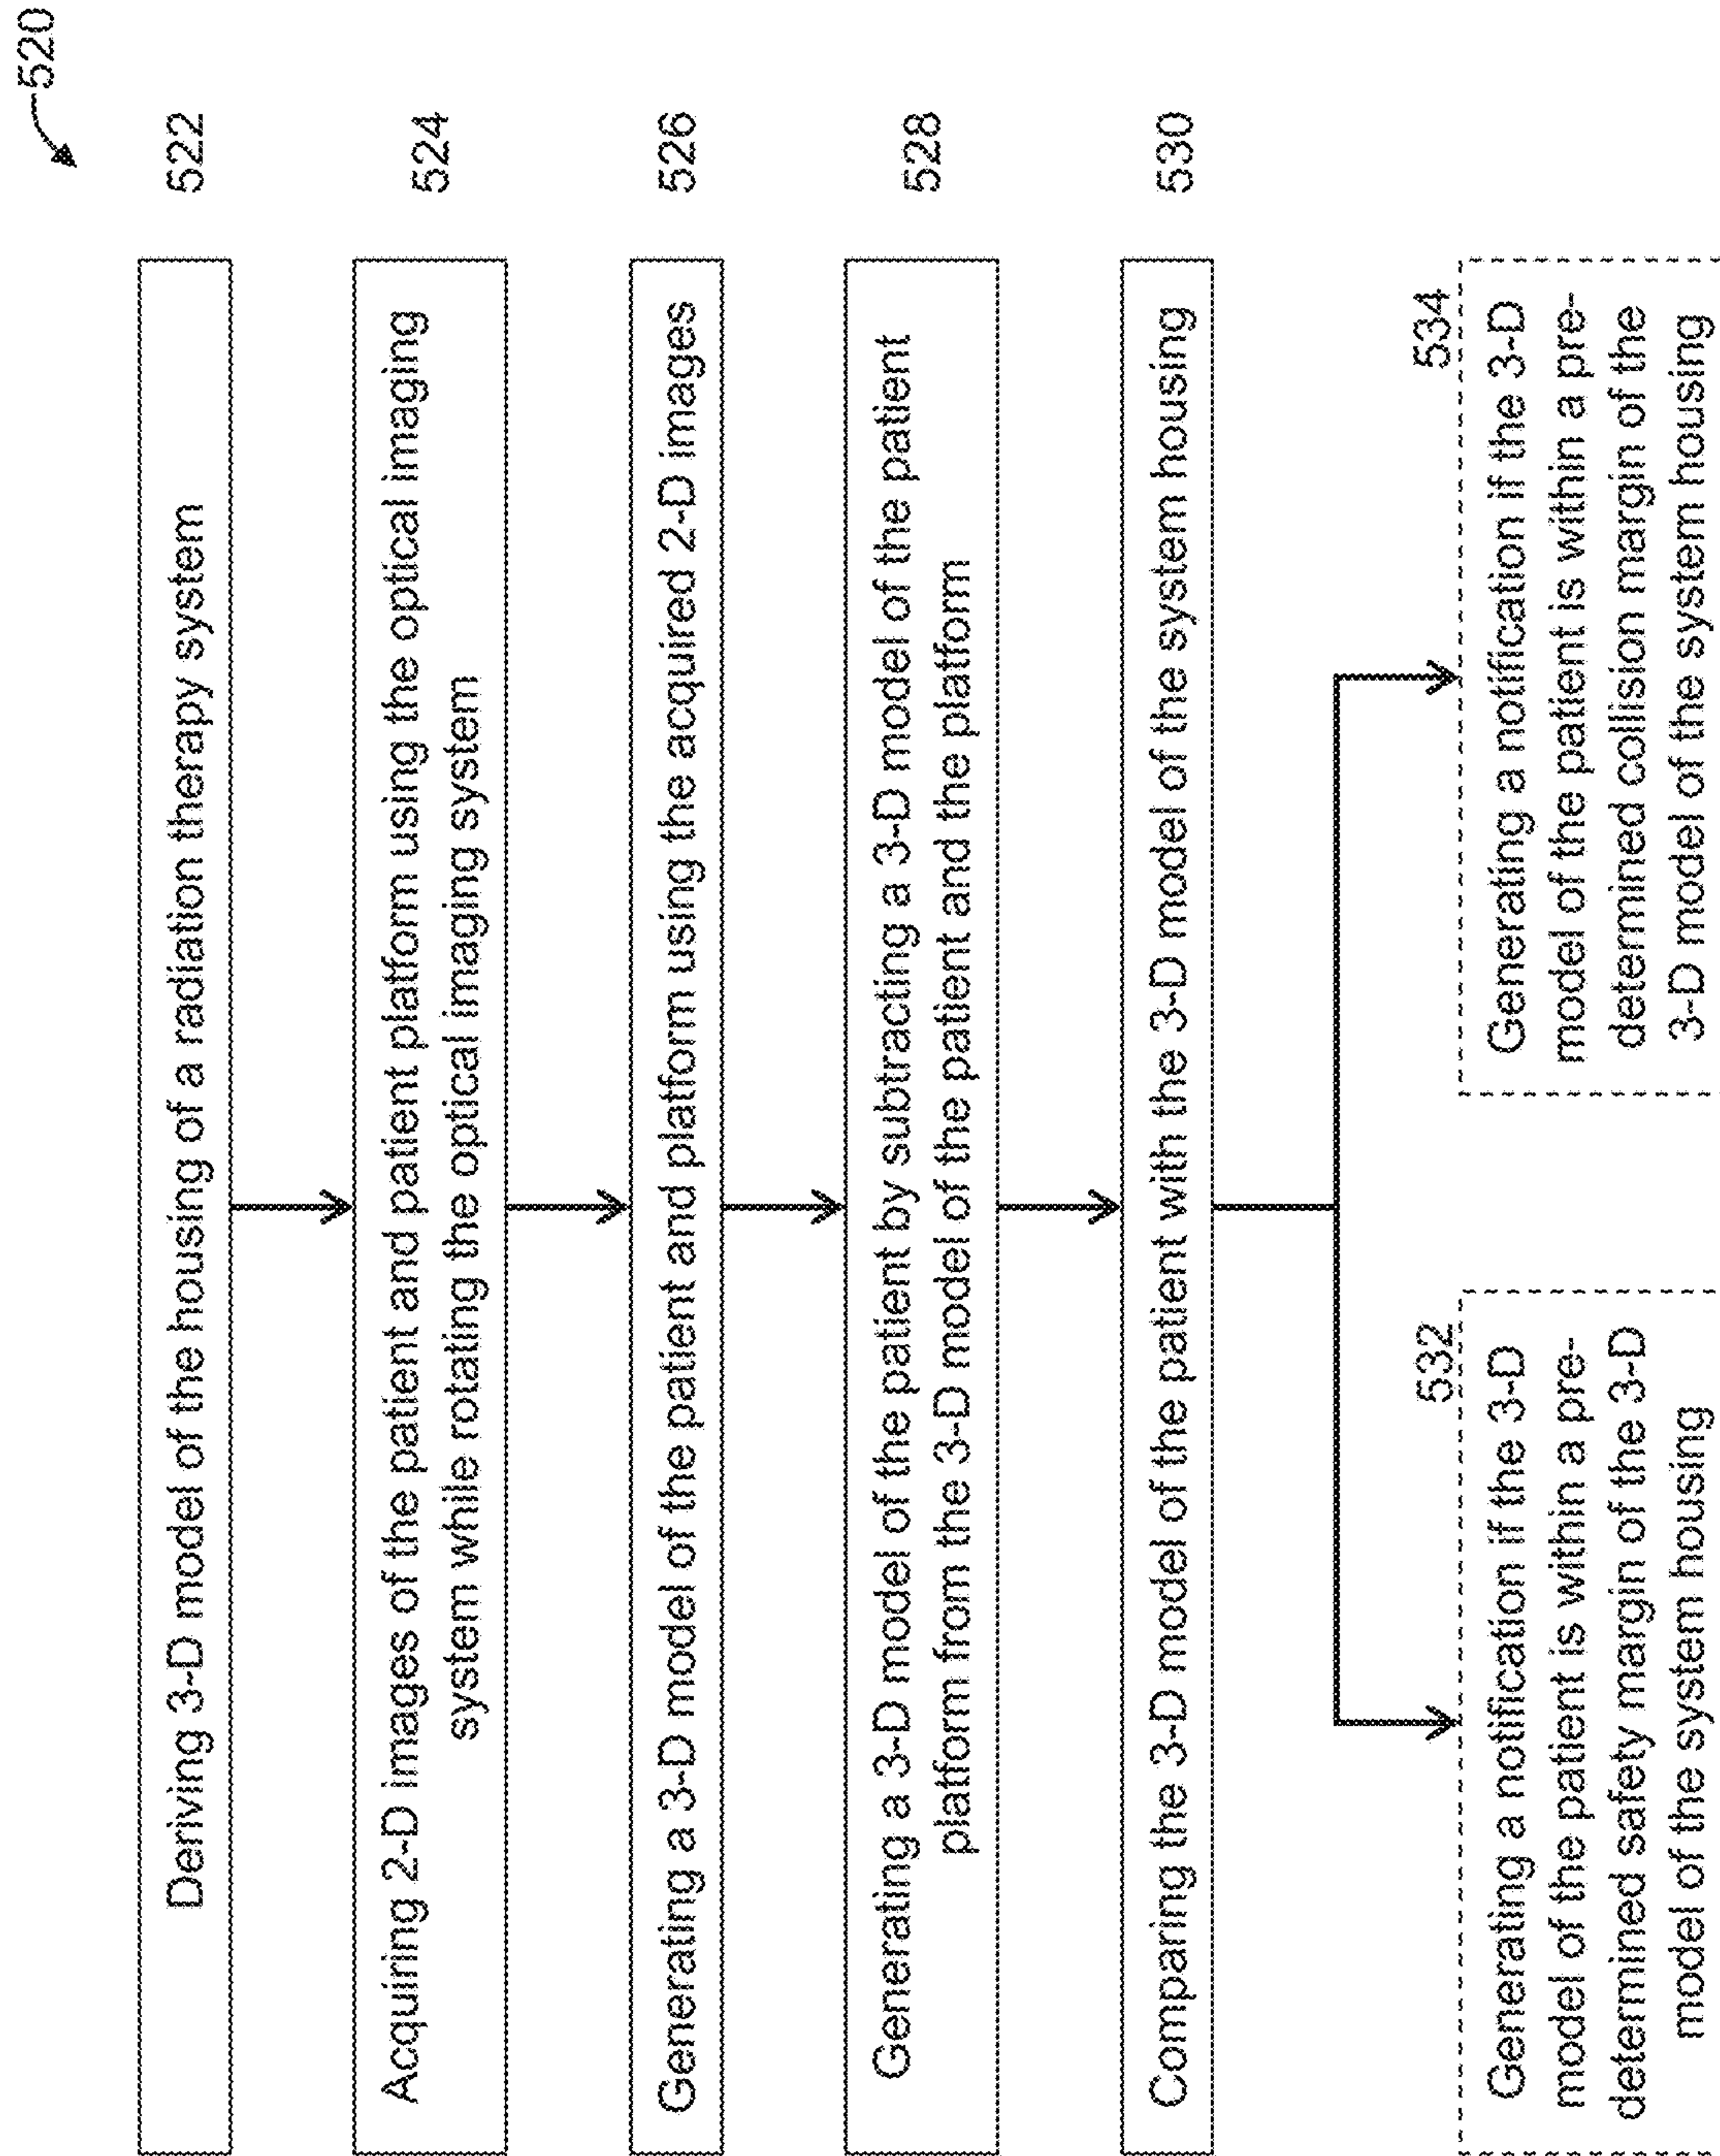 520
Deriving 3-D model of the housing of a radiation therapy system
522
Acquiring 2-D images of the patient and patient platform using the optical imaging
system while rotating the optical imaging system
524
Generating a 3-D model of the patient and platform using the acquired 2-D images
526
Generating a 3-D model of the patient by subtracting a 3-D model of the patient
platform from the 3-D model of the patient and the platform
528
Comparing the 3-D model of the patient with the 3-D model of the system housing
530
532
Generating a notification if the 3-D
model of the patient is within a pre-
determined safety margin of the 3-D
model of the system housing
534
Generating a notification if the 3-D
model of the patient is within a pre-
determined collision margin of the
3-D model of the system housing